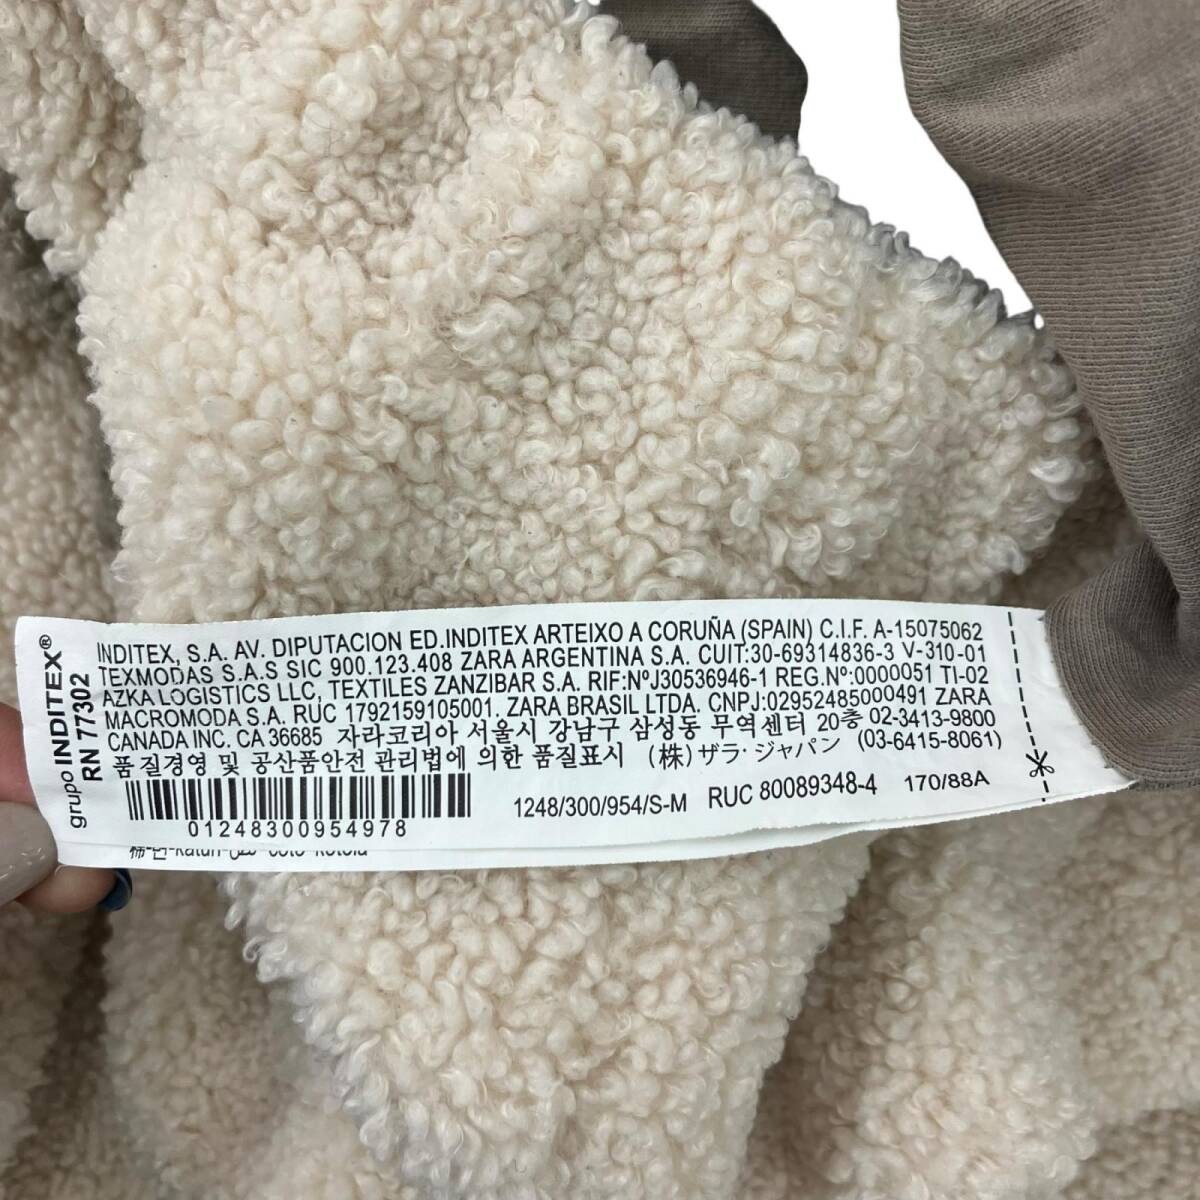 grupo INDITEX®
RN 77302
INDITEX, S.A. AV. DIPUTACION ED.INDITEX ARTEIXO A CORUÑA (SPAIN) C.I.F. A-15075062
TEXMODAS S.A.S SIC 900.123.408 ZARA ARGENTINA S.A. CUIT:30-69314836-3 V-310-01
AZKA LOGISTICS LLC, TEXTILES ZANZIBAR S.A. RIF:NºJ30536946-1 REG.Nº:0000051 TI-02
MACROMODA S.A. RUC 1792159105001, ZARA BRASIL LTDA. CNPJ:02952485000491 ZARA
CANADA INC. CA 36685 자라코리아 서울시 강남구 삼성동 무역센터 20층 02-3413-9800
품질경영 및 공산품안전 관리법에 의한 품질표시 (株)ザラ・ジャパン (03-6415-8061)
1248/300/954/S-M RUC 80089348-4 170/88A
01248300954978